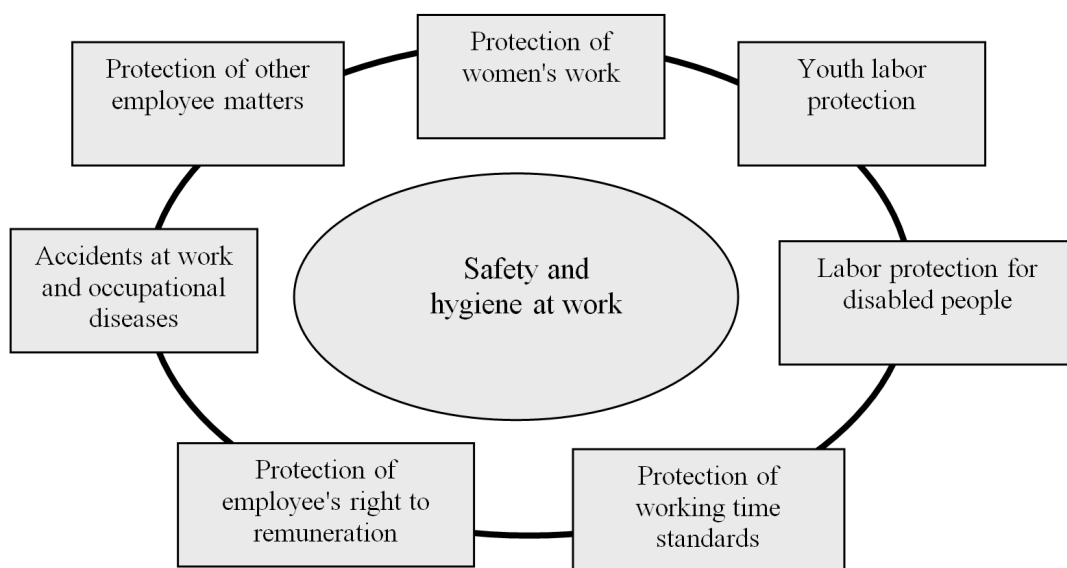 Protection of
women's work
Youth labor
protection
Labor protection for
disabled people
Protection of
working time
standards
Protection of
employee's right to
remuneration
Accidents at work
and occupational
diseases
Protection of other
employee matters
Safety and
hygiene at work